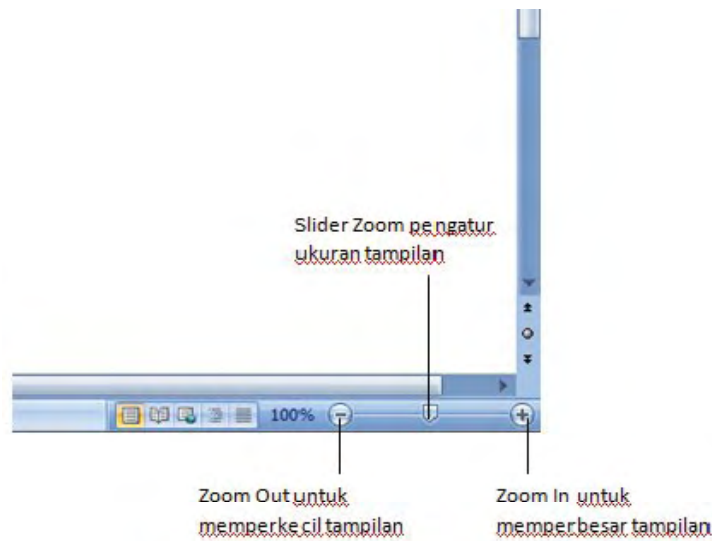 Slider Zoom pengatur
ukuran tampilan
100%
Zoom Out untuk
memperkecil tampilan
Zoom In untuk
memperbesar tampilan